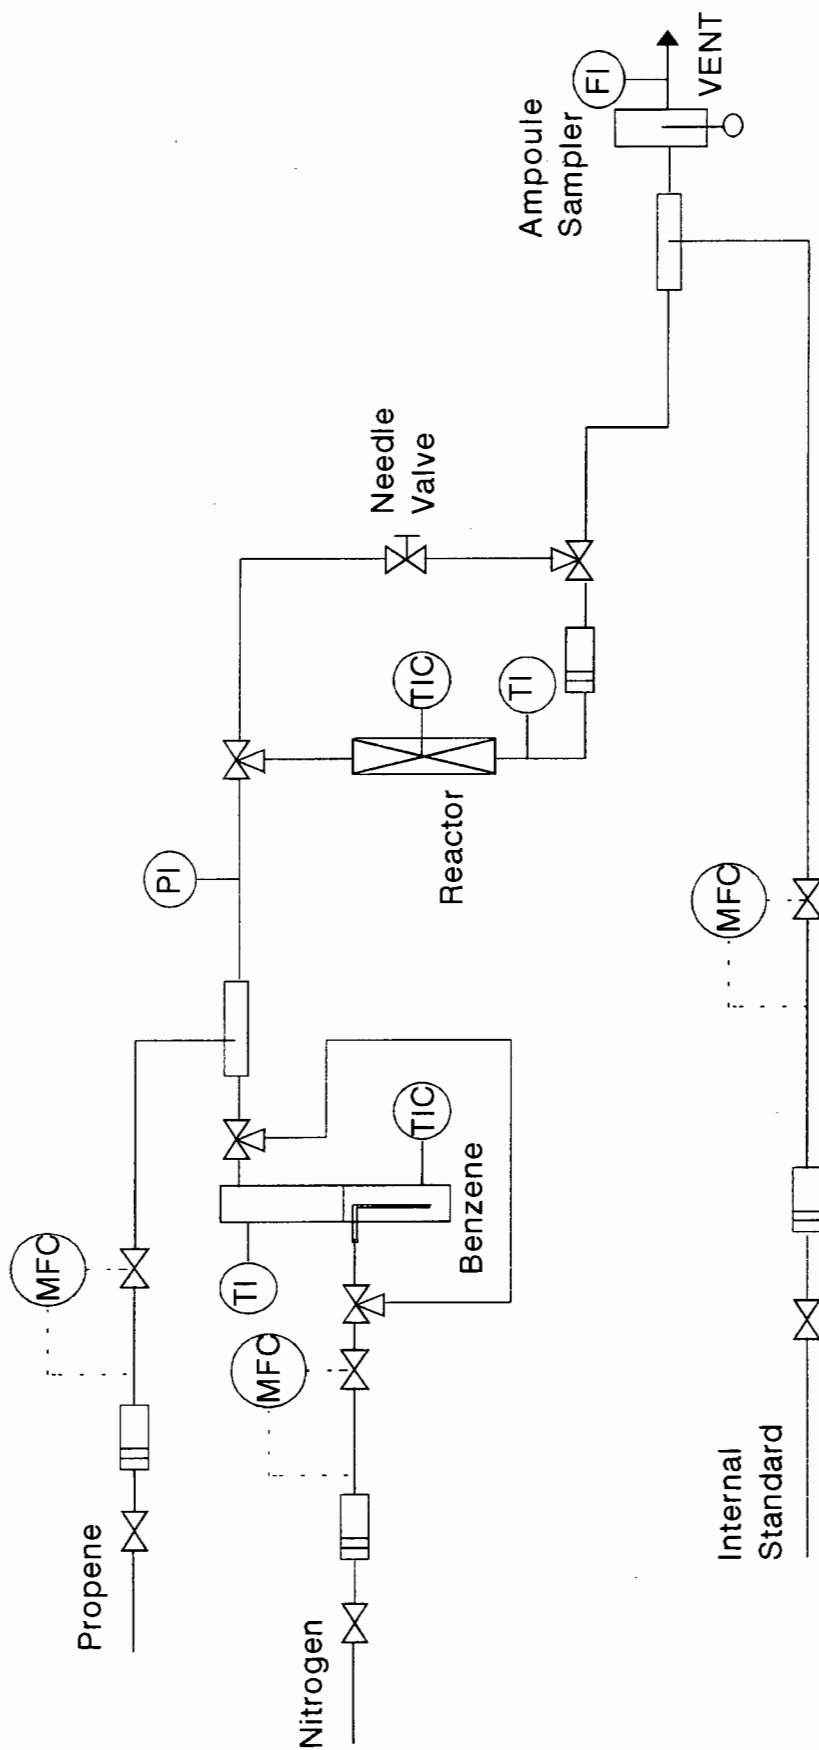 Propene
MFC
Nitrogen
MFC
TI
TIC
Benzene
PI
Reactor
TIC
TI
Needle
Valve
Ampoule
Sampler
FI
VENT
Internal
Standard
MFC